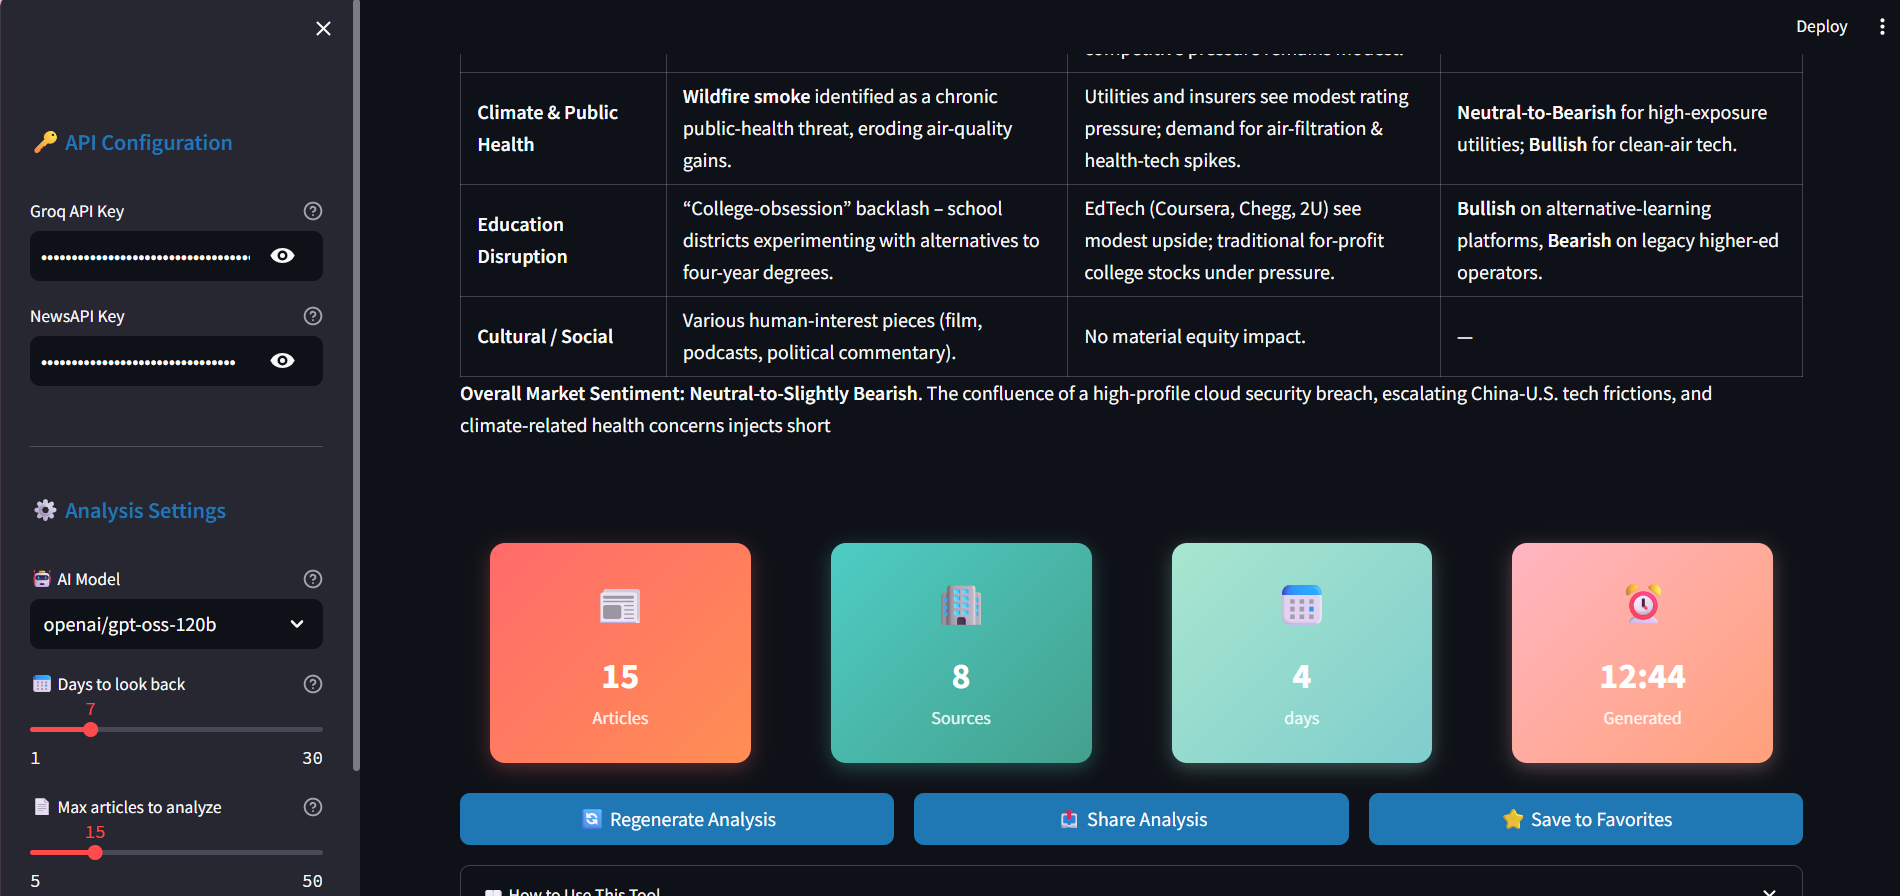 Deploy
API Configuration
Groq API Key
••••••••••••••••••••••••••••••••••
NewsAPI Key
••••••••••••••••••••••••••••••••
Analysis Settings
AI Model
openai/gpt-oss-120b
Days to look back
7
1 30
Max articles to analyze
15
5 50
competitive pressure remains modest.
Climate & Public
Health
Wildfire smoke identified as a chronic
public-health threat, eroding air-quality
gains.
Utilities and insurers see modest rating
pressure; demand for air-filtration &
health-tech spikes.
Neutral-to-Bearish for high-exposure
utilities; Bullish for clean-air tech.
Education
Disruption
“College-obsession” backlash – school
districts experimenting with alternatives to
four-year degrees.
EdTech (Coursera, Chegg, 2U) see
modest upside; traditional for-profit
college stocks under pressure.
Bullish on alternative-learning
platforms, Bearish on legacy higher-ed
operators.
Cultural / Social
Various human-interest pieces (film,
podcasts, political commentary).
No material equity impact.
—
Overall Market Sentiment: Neutral-to-Slightly Bearish. The confluence of a high-profile cloud security breach, escalating China-U.S. tech frictions, and
climate-related health concerns injects short
15
Articles
8
Sources
4
days
12:44
Generated
Regenerate Analysis
Share Analysis
Save to Favorites
How to Use This Tool